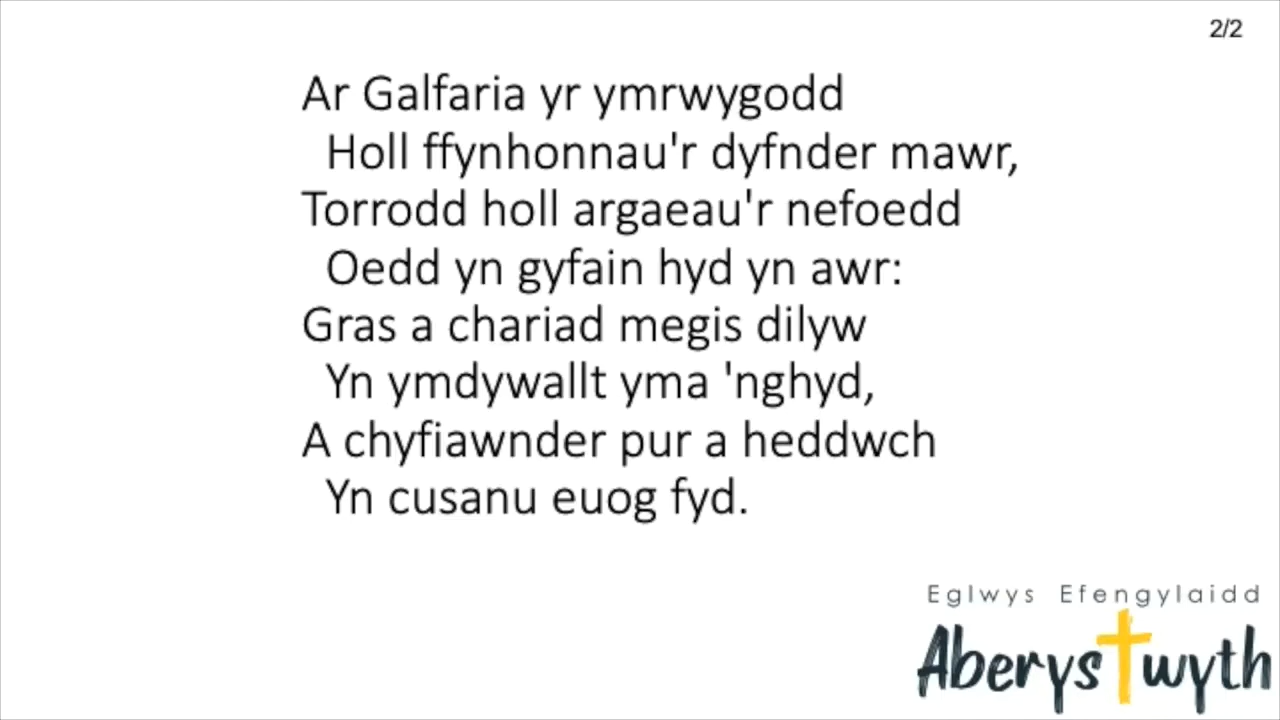 2/2
Ar Galfaria yr ymrwygodd
Holl ffynhonnau'r dyfnder mawr,
Torrodd holl argaeau'r nefoedd
Oedd yn gyfain hyd yn awr:
Gras a chariad megis dilyw
Yn ymdywallt yma 'nghyd,
A chyfiawnder pur a heddwch
Yn cusanu euog fyd.
Eglwys Efengylaidd
Aberystwyth